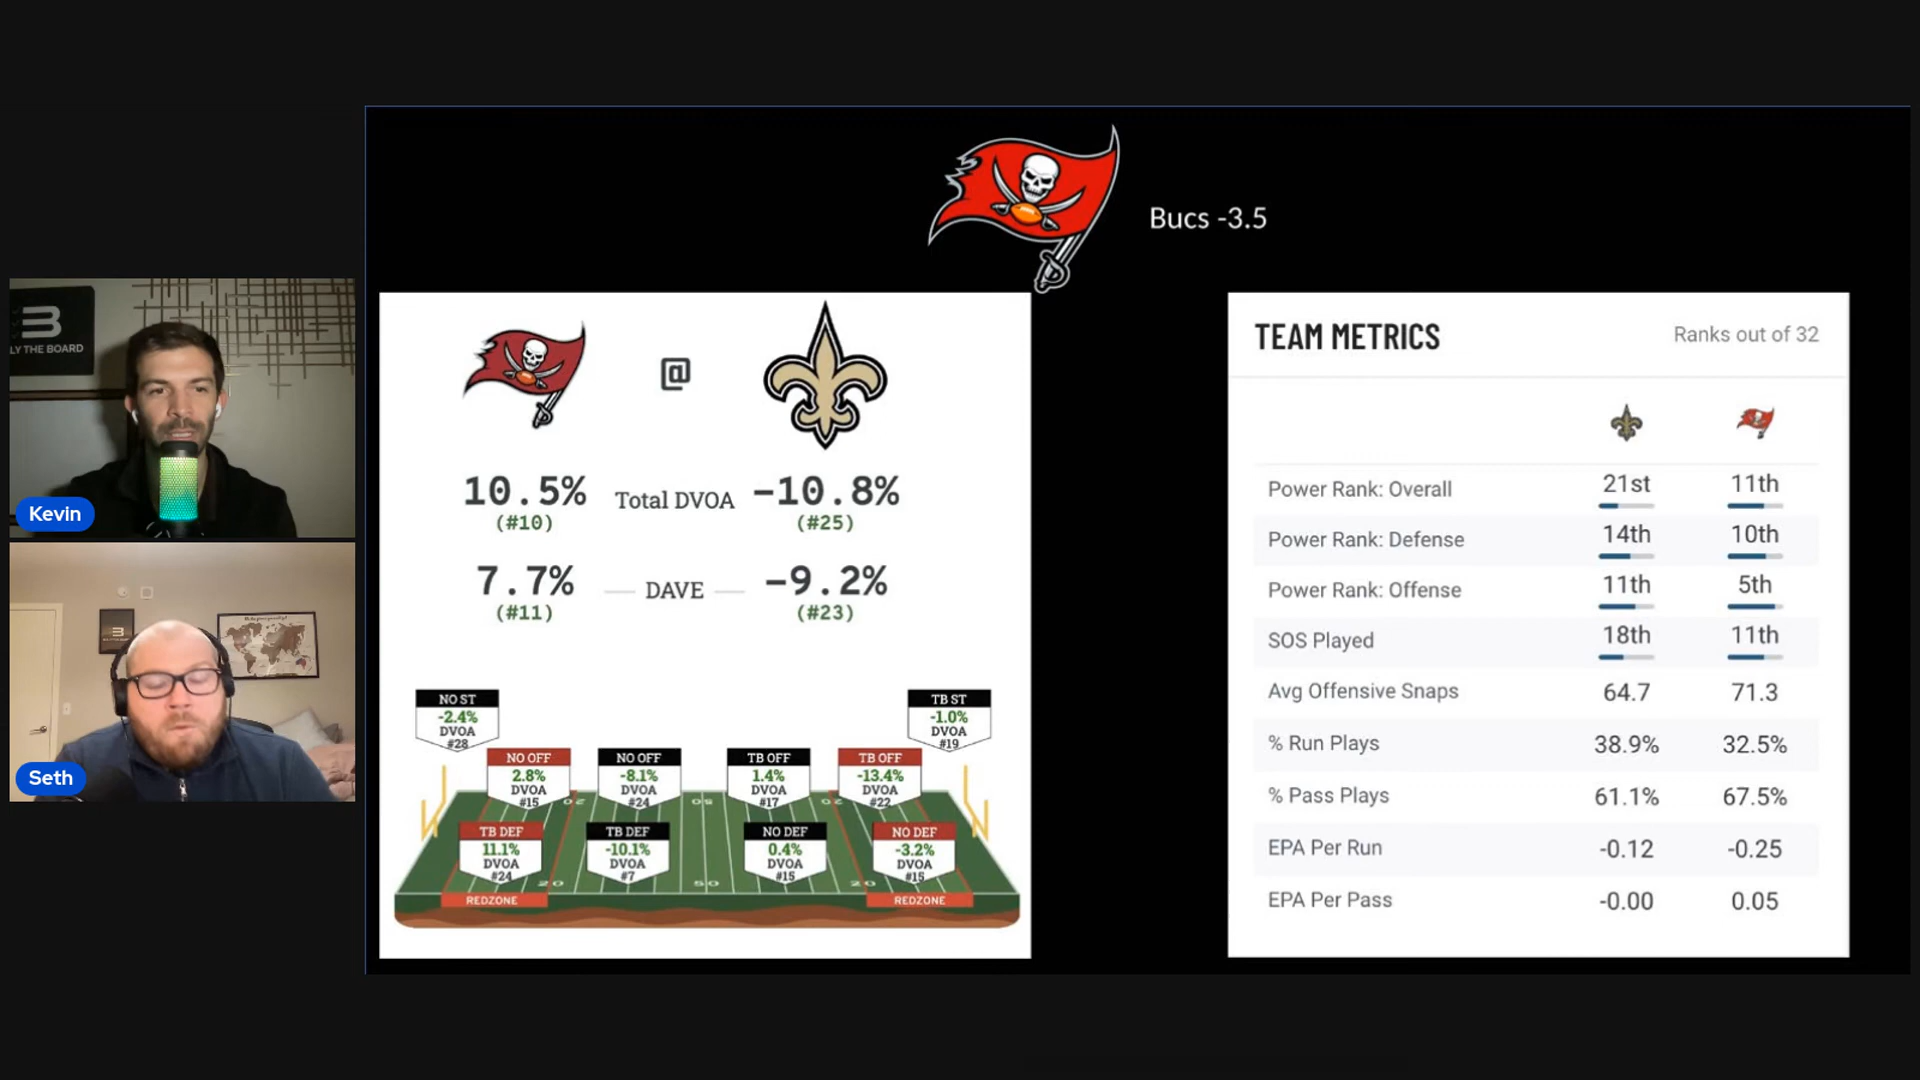 Bucs -3.5
@
10.5% Total DVOA -10.8%
(#10) (#25)
7.7% DAVE -9.2%
(#11) (#23)
NO ST
-2.4%
DVOA
#28
TB ST
-1.0%
DVOA
#19
NO OFF
2.8%
DVOA
#15
NO OFF
-8.1%
DVOA
#24
TB OFF
1.4%
DVOA
#17
TB OFF
-13.4%
DVOA
#22
20 50 20
TB DEF
11.1%
DVOA
#24
TB DEF
-10.1%
DVOA
#7
NO DEF
0.4%
DVOA
#15
NO DEF
-3.2%
DVOA
#15
20 50 20
REDZONE REDZONE
TEAM METRICS Ranks out of 32
Power Rank: Overall 21st 11th
Power Rank: Defense 14th 10th
Power Rank: Offense 11th 5th
SOS Played 18th 11th
Avg Offensive Snaps 64.7 71.3
% Run Plays 38.9% 32.5%
% Pass Plays 61.1% 67.5%
EPA Per Run -0.12 -0.25
EPA Per Pass -0.00 0.05
LY THE BOARD
Kevin
Seth